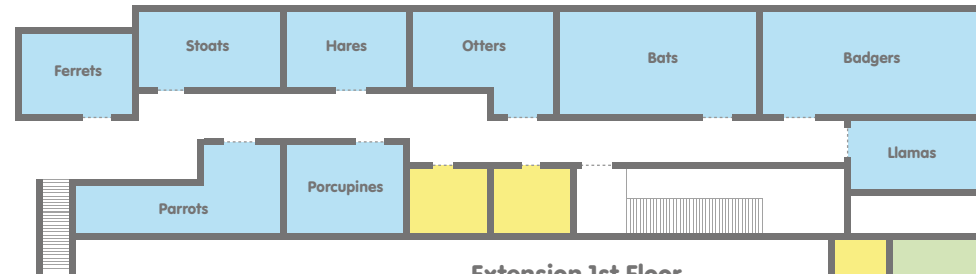 Stoats
Hares
Otters
Bats
Badgers
Ferrets
Llamas
Porcupines
Parrots
Extension 1st Floor